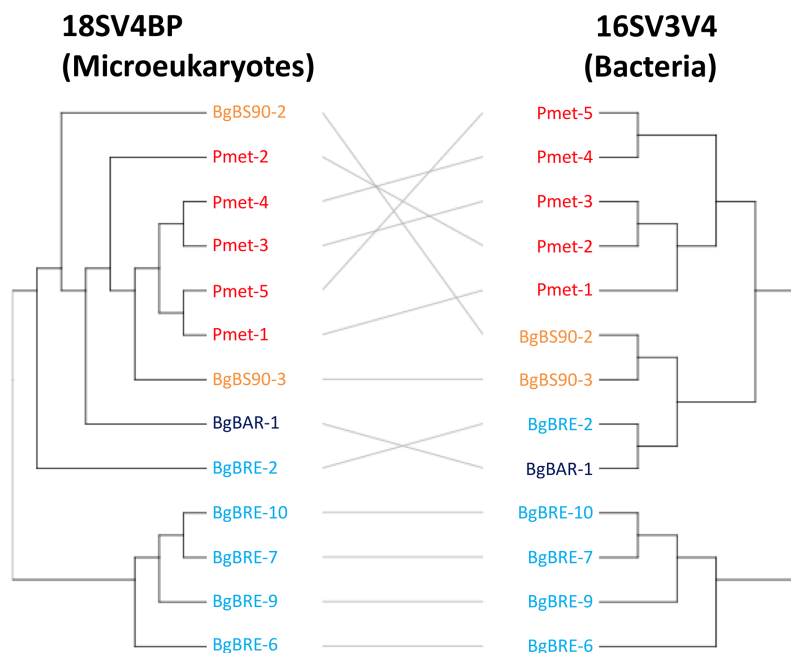 18SV4BP
(Microeukaryotes)
BgBS90-2
Pmet-2
Pmet-4
Pmet-3
Pmet-5
Pmet-1
BgBS90-3
BgBAR-1
BgBRE-2
BgBRE-10
BgBRE-7
BgBRE-9
BgBRE-6
16SV3V4
(Bacteria)
Pmet-5
Pmet-4
Pmet-3
Pmet-2
Pmet-1
BgBS90-2
BgBS90-3
BgBRE-2
BgBAR-1
BgBRE-10
BgBRE-7
BgBRE-9
BgBRE-6